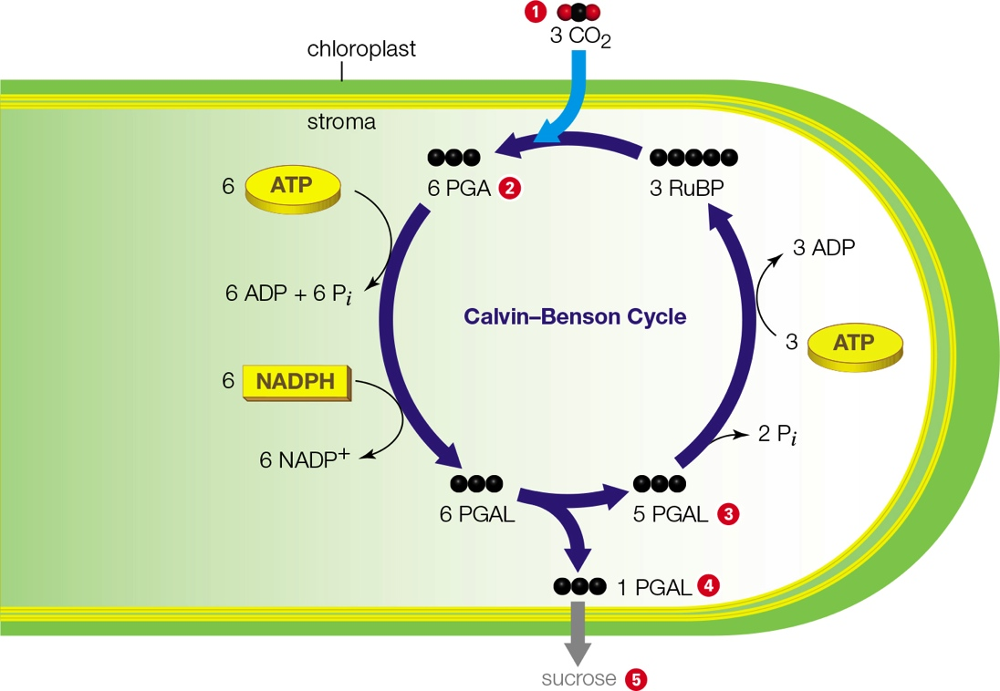 1
3 CO₂
chloroplast
stroma
6 ATP
6 PGA 2
3 RuBP
3 ADP
6 ADP + 6 Pi
Calvin–Benson Cycle
3 ATP
6 NADPH
2 Pi
6 NADP⁺
6 PGAL
5 PGAL 3
1 PGAL 4
sucrose 5